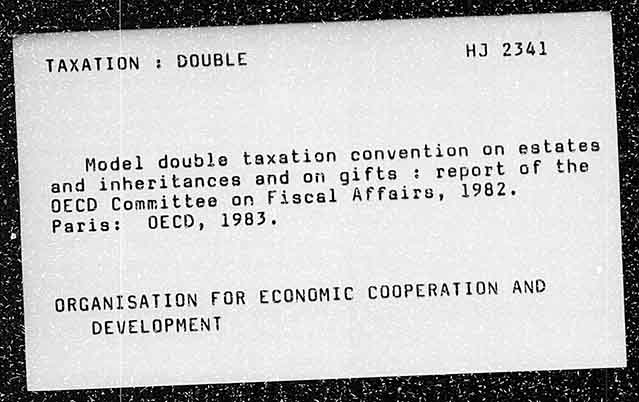 TAXATION : DOUBLE HJ 2341
Model double taxation convention on estates
and inheritances and on gifts : report of the
OECD Committee on Fiscal Affairs, 1982.
Paris: OECD, 1983.
ORGANISATION FOR ECONOMIC COOPERATION AND
DEVELOPMENT